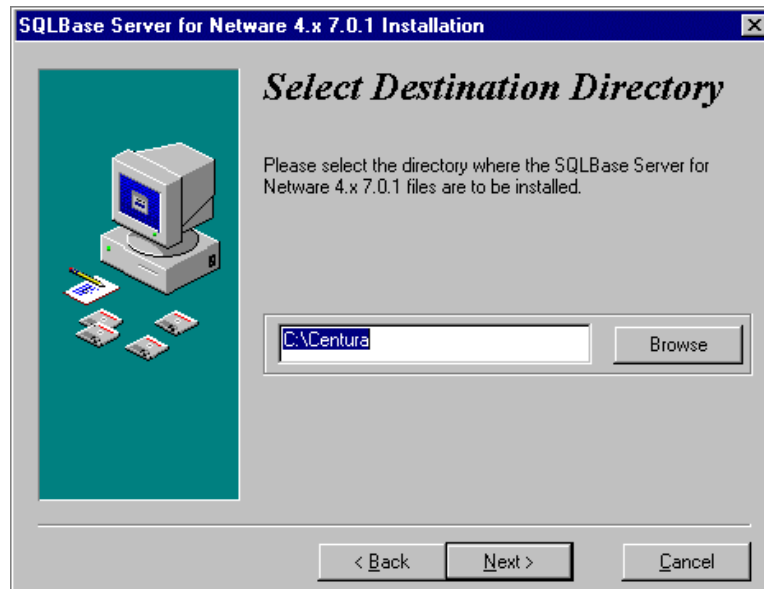 SQLBase Server for Netware 4.x 7.0.1 Installation
Select Destination Directory
Please select the directory where the SQLBase Server for
Netware 4.x 7.0.1 files are to be installed.
C:\Centura
Browse
< Back
Next >
Cancel